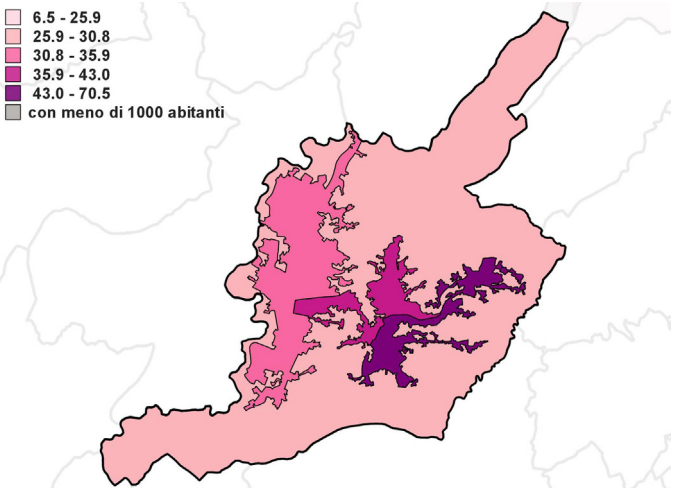 6.5 - 25.9
25.9 - 30.8
30.8 - 35.9
35.9 - 43.0
43.0 - 70.5
con meno di 1000 abitanti